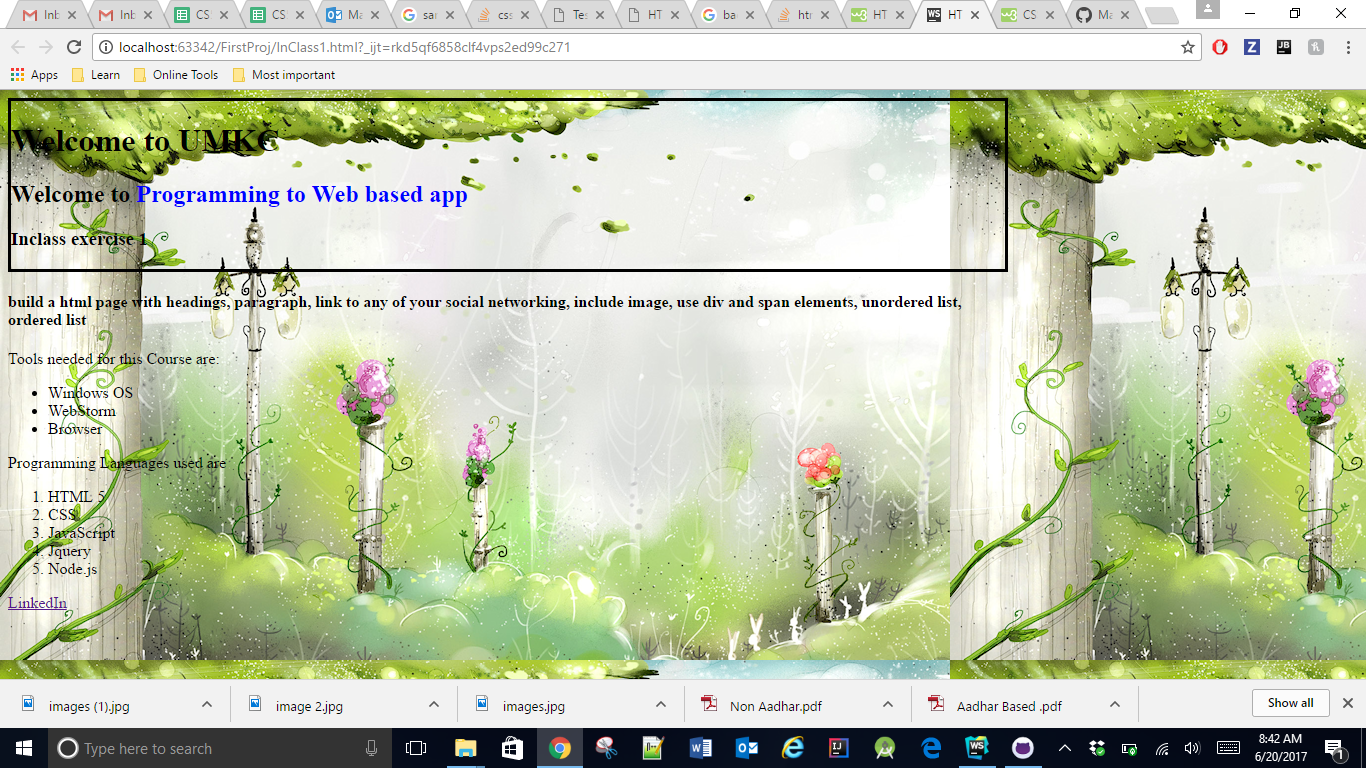 Inb
Inb
CS
CS
Ma
sar
css
Tes
HT
ba
htr
HT
HT
CS
Ma
localhost:63342/FirstProj/InClass1.html?_ijt=rkd5qf6858clf4vps2ed99c271
Apps Learn Online Tools Most important
Welcome to UMKC
Welcome to Programming to Web based app
Inclass exercise 1
build a html page with headings, paragraph, link to any of your social networking, include image, use div and span elements, unordered list,
ordered list
Tools needed for this Course are:
• Windows OS
• WebStorm
• Browser
Programming Languages used are
1. HTML 5
2. CSS
3. JavaScript
4. Jquery
5. Node.js
LinkedIn
images (1).jpg image 2.jpg images.jpg Non Aadhar.pdf Aadhar Based .pdf Show all
Type here to search
8:42 AM
6/20/2017
1